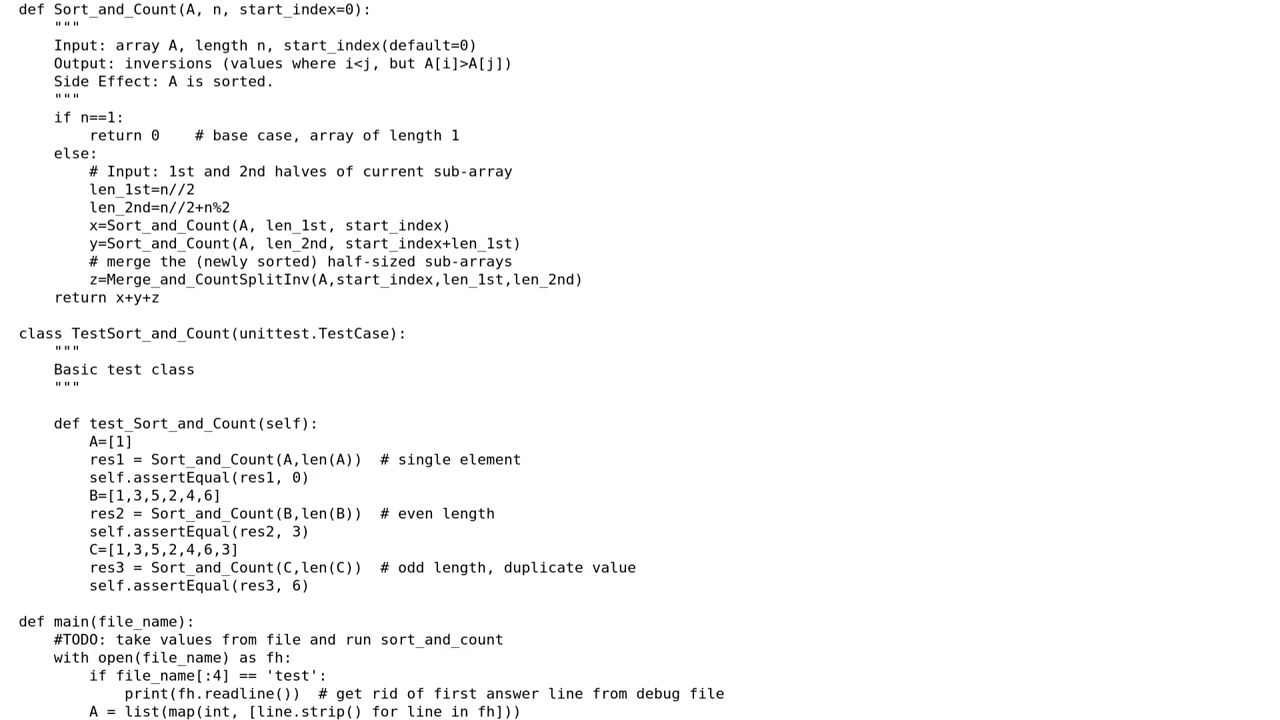 def Sort_and_Count(A, n, start_index=0):
    """
    Input: array A, length n, start_index(default=0)
    Output: inversions (values where i<j, but A[i]>A[j])
    Side Effect: A is sorted.
    """
    if n==1:
        return 0    # base case, array of length 1
    else:
        # Input: 1st and 2nd halves of current sub-array
        len_1st=n//2
        len_2nd=n//2+n%2
        x=Sort_and_Count(A, len_1st, start_index)
        y=Sort_and_Count(A, len_2nd, start_index+len_1st)
        # merge the (newly sorted) half-sized sub-arrays
        z=Merge_and_CountSplitInv(A,start_index,len_1st,len_2nd)
    return x+y+z

class TestSort_and_Count(unittest.TestCase):
    """
    Basic test class
    """

    def test_Sort_and_Count(self):
        A=[1]
        res1 = Sort_and_Count(A,len(A))  # single element
        self.assertEqual(res1, 0)
        B=[1,3,5,2,4,6]
        res2 = Sort_and_Count(B,len(B))  # even length
        self.assertEqual(res2, 3)
        C=[1,3,5,2,4,6,3]
        res3 = Sort_and_Count(C,len(C))  # odd length, duplicate value
        self.assertEqual(res3, 6)

def main(file_name):
    #TODO: take values from file and run sort_and_count
    with open(file_name) as fh:
        if file_name[:4] == 'test':
            print(fh.readline())  # get rid of first answer line from debug file
        A = list(map(int, [line.strip() for line in fh]))